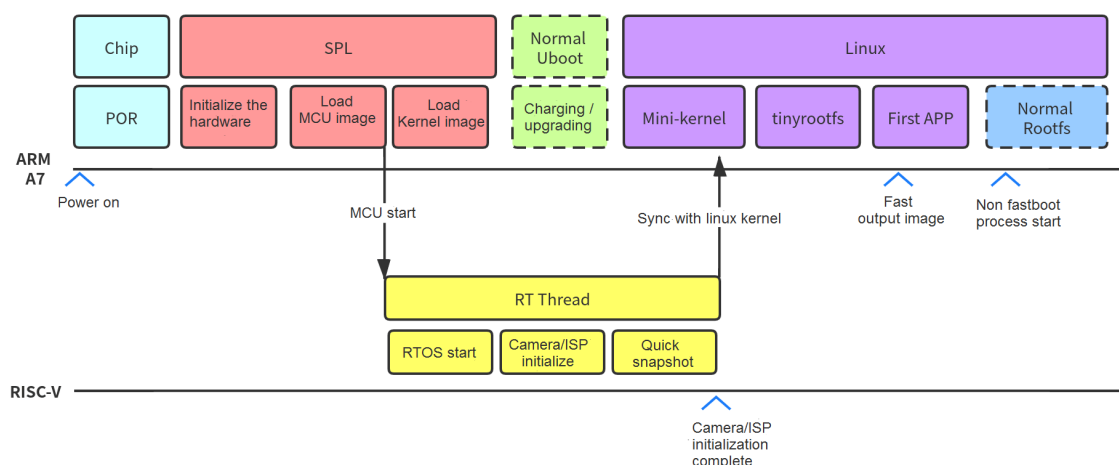 Chip
SPL
Normal
Uboot
Linux
POR
Initialize the
hardware
Load
MCU image
Load
Kernel image
Charging /
upgrading
Mini-kernel
tinyrootfs
First APP
Normal
Rootfs
ARM
A7
Power on
MCU start
Sync with linux kernel
Fast
output image
Non fastboot
process start
RT Thread
RTOS start
Camera/ISP
initialize
Quick
snapshot
RISC-V
Camera/ISP
initialization
complete